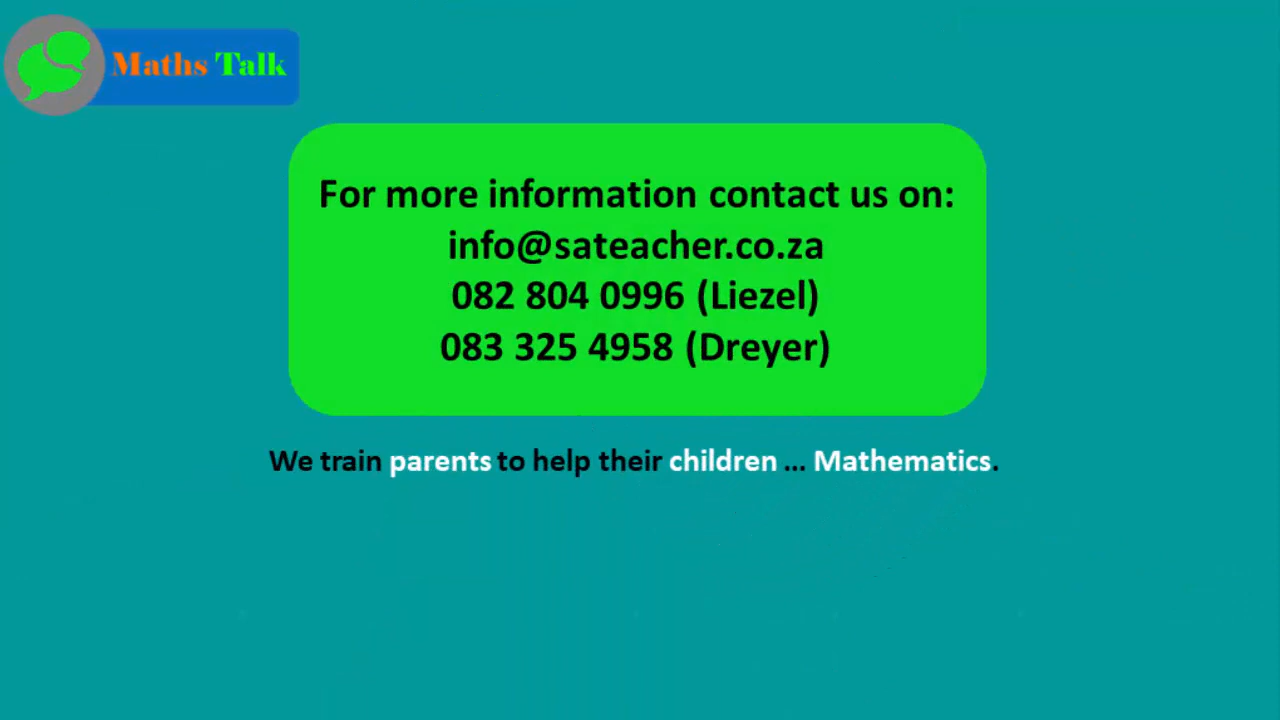 Maths Talk
For more information contact us on:
info@sateacher.co.za
082 804 0996 (Liezel)
083 325 4958 (Dreyer)
We train parents to help their children ... Mathematics.